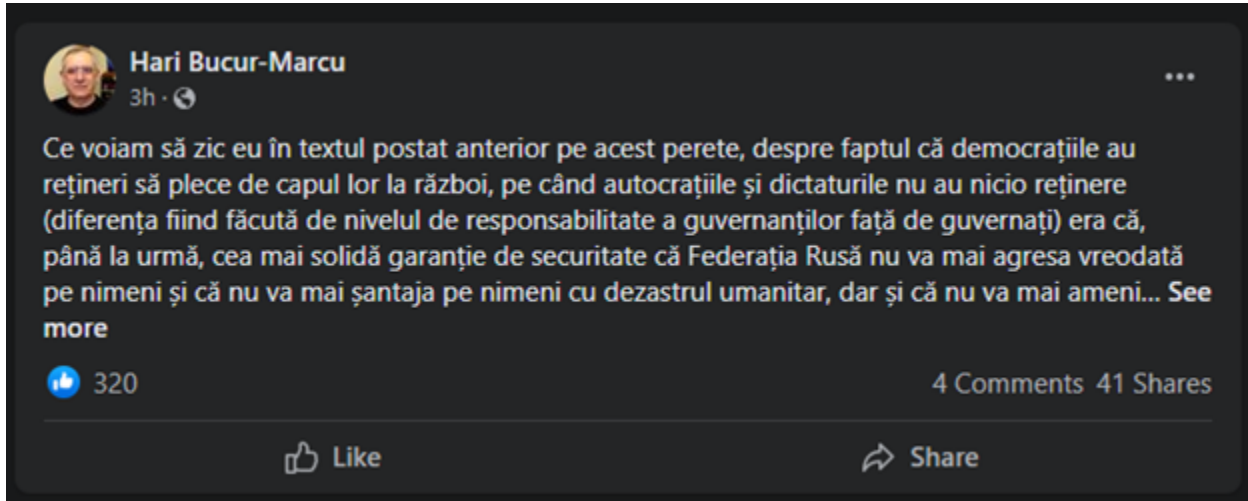 Hari Bucur-Marcu
3h ·
Ce voiam să zic eu în textul postat anterior pe acest perete, despre faptul că democrațiile au
rețineri să plece de capul lor la război, pe când autocrațiile și dictaturile nu au nicio reținere
(diferența fiind făcută de nivelul de responsabilitate a guvernanților față de guvernați) era că,
până la urmă, cea mai solidă garanție de securitate că Federația Rusă nu va mai agresa vreodată
pe nimeni și că nu va mai șantaja pe nimeni cu dezastrul umanitar, dar și că nu va mai ameni... See
more
320
4 Comments 41 Shares
Like
Share